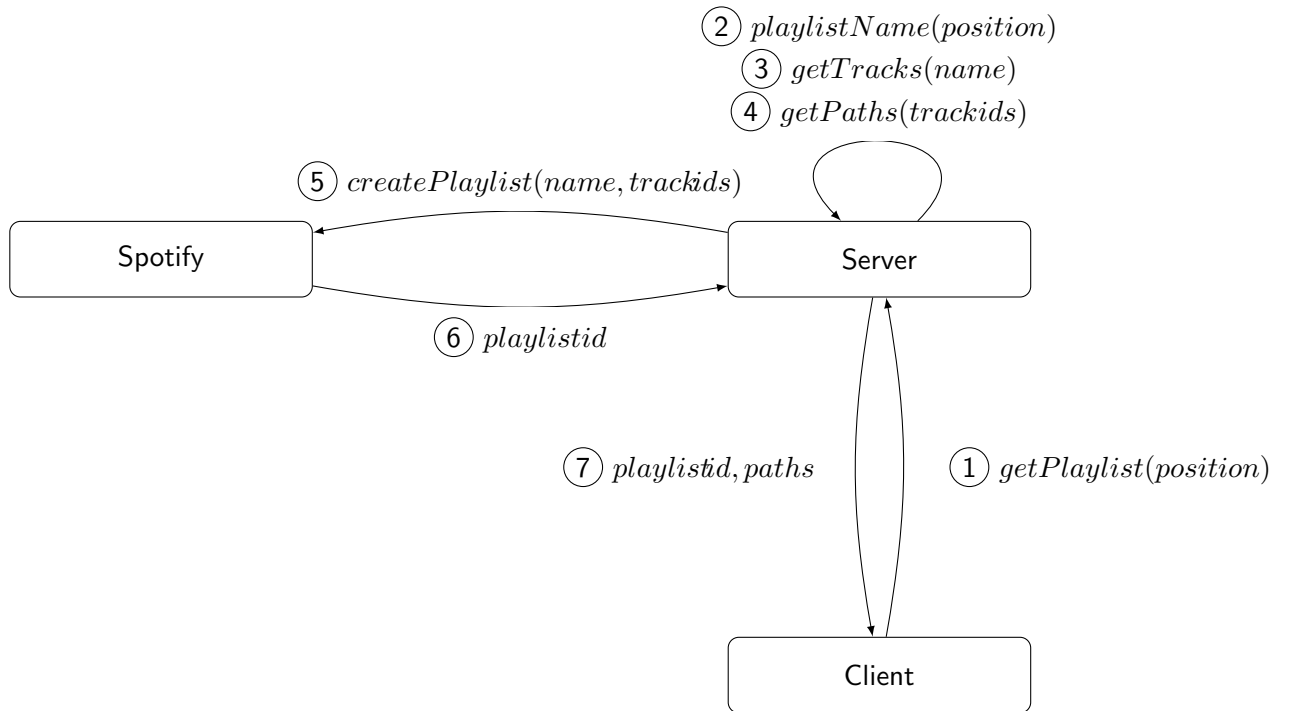 2 playlistName(position)
3 getTracks(name)
4 getPaths(trackids)
5 createPlaylist(name, trackids)
Spotify
Server
6 playlistid
7 playlistid, paths
1 getPlaylist(position)
Client